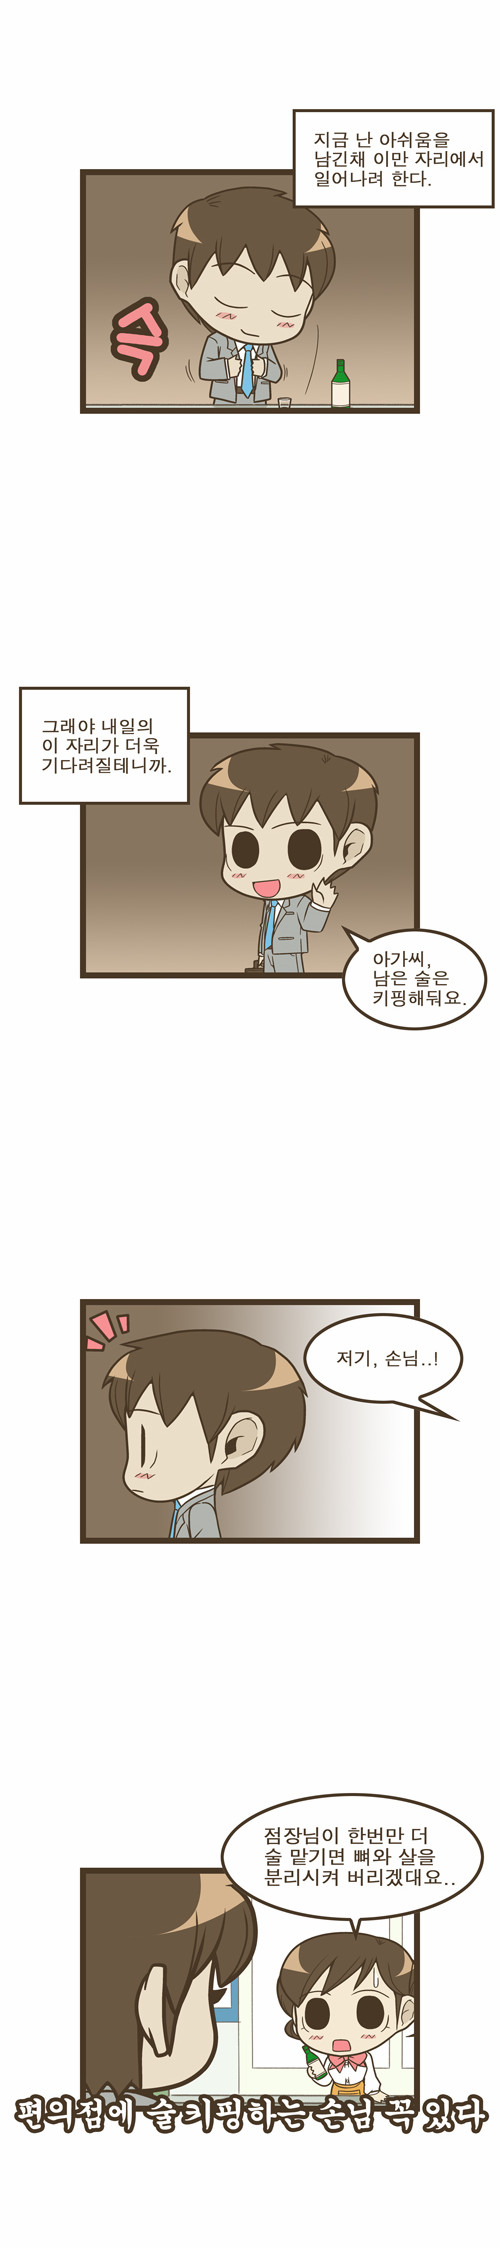 지금 난 아쉬움을
남긴채 이만 자리에서
일어나려 한다.
슥
그래야 내일의
이 자리가 더욱
기다려질테니까.
아가씨,
남은 술은
키핑해둬요.
저기, 손님..!
점장님이 한번만 더
술 맡기면 뼈와 살을
분리시켜 버리겠대요..
편의점에 술 키핑하는 손님 꼭 있다